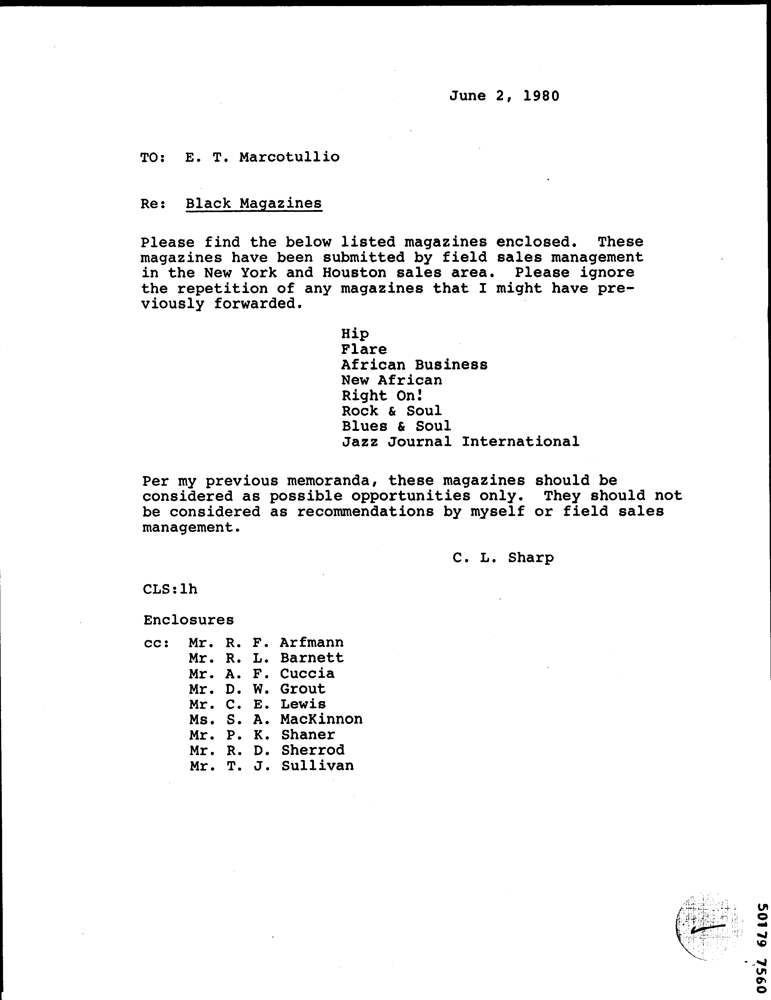 June 2, 1980
TO: E. T. Marcotullio
Re: Black Magazines
Please find the below listed magazines enclosed. These
magazines have been submitted by field sales management
in the New York and Houston sales area. Please ignore
the repetition of any magazines that I might have pre-
viously forwarded.
Hip
Flare
African Business
New African
Right On!
Rock & Soul
Blues & Soul
Jazz Journal International
Per my previous memoranda, these magazines should be
considered as possible opportunities only. They should not
be considered as recommendations by myself or field sales
management.
C. L. Sharp
CLS:lh
Enclosures
cc: Mr. R. F. Arfmann
Mr. R. L. Barnett
Mr. A. F. Cuccia
Mr. D. W. Grout
Mr. C. E. Lewis
Ms. S. A. MacKinnon
Mr. P. K. Shaner
Mr. R. D. Sherrod
Mr. T. J. Sullivan
50179 7560